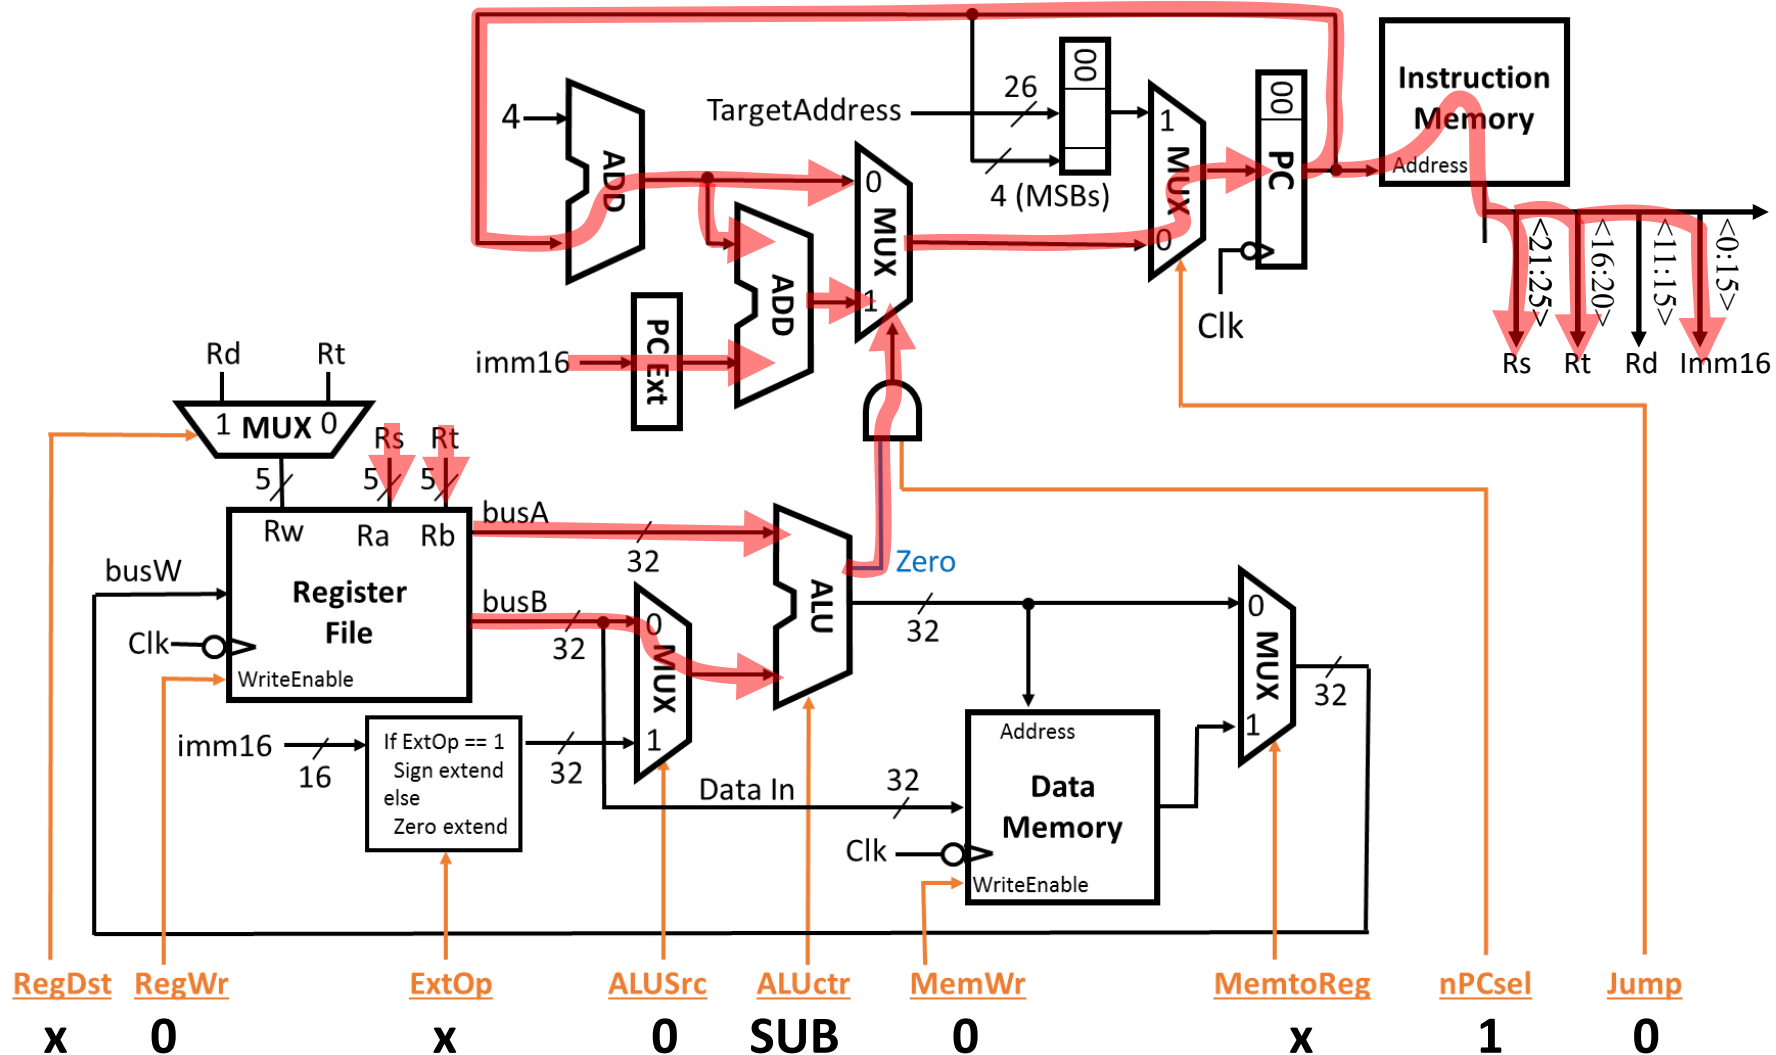 00
00
Instruction
Memory
Address
4
ADD
TargetAddress
26
4 (MSBs)
1
MUX
0
PC
Clk
0
MUX
1
ADD
imm16
PC Ext
<21:25>
<16:20>
<11:15>
<0:15>
Rs
Rt
Rd
Imm16
Rd
Rt
1 MUX 0
Rs
Rt
5
5
5
Rw
Ra
Rb
busA
32
busW
Register
File
busB
32
Clk
WriteEnable
0
MUX
1
ALU
Zero
32
0
MUX
1
32
imm16
16
If ExtOp == 1
Sign extend
else
Zero extend
32
Data In
32
Address
Data
Memory
Clk
WriteEnable
RegDst
RegWr
ExtOp
ALUSrc
ALUctr
MemWr
MemtoReg
nPCsel
Jump
x
0
x
0
SUB
0
x
1
0